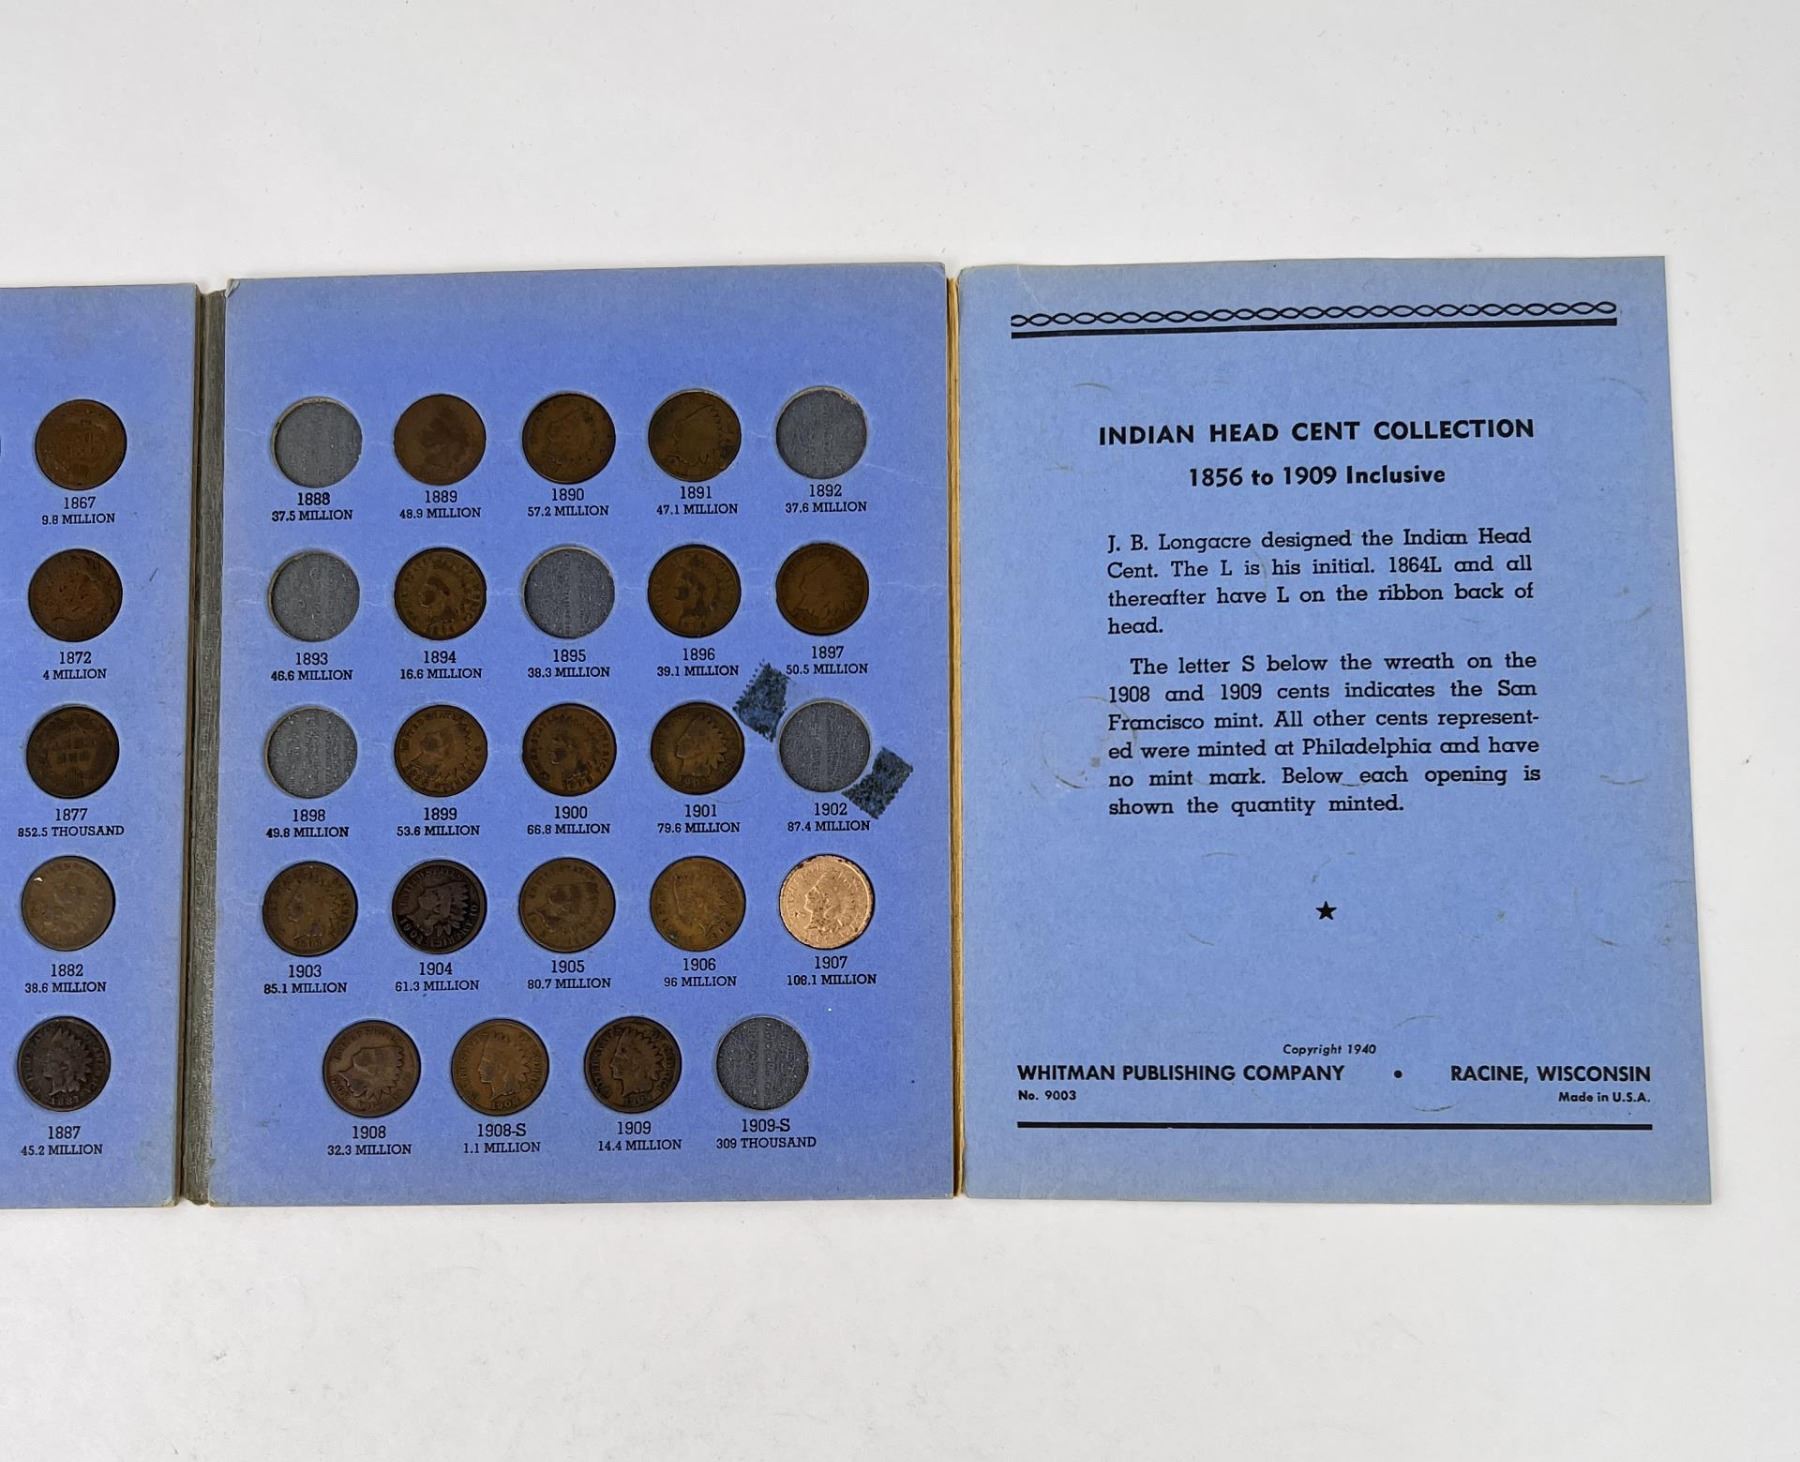 1867
9.8 MILLION
1872
4 MILLION
1877
852.5 THOUSAND
1882
38.6 MILLION
1887
45.2 MILLION
1888
37.5 MILLION
1889
48.9 MILLION
1890
57.2 MILLION
1891
47.1 MILLION
1892
37.6 MILLION
1893
46.6 MILLION
1894
16.6 MILLION
1895
38.3 MILLION
1896
39.1 MILLION
1897
50.5 MILLION
1898
49.8 MILLION
1899
53.6 MILLION
1900
66.8 MILLION
1901
79.6 MILLION
1902
87.4 MILLION
1903
85.1 MILLION
1904
61.3 MILLION
1905
80.7 MILLION
1906
96 MILLION
1907
108.1 MILLION
1908
32.3 MILLION
1908-S
1.1 MILLION
1909
14.4 MILLION
1909-S
309 THOUSAND
INDIAN HEAD CENT COLLECTION
1856 to 1909 Inclusive
J. B. Longacre designed the Indian Head
Cent. The L is his initial. 1864L and all
thereafter have L on the ribbon back of
head.
The letter S below the wreath on the
1908 and 1909 cents indicates the San
Francisco mint. All other cents represent-
ed were minted at Philadelphia and have
no mint mark. Below each opening is
shown the quantity minted.
Copyright 1940
WHITMAN PUBLISHING COMPANY • RACINE, WISCONSIN
No. 9003 Made in U.S.A.